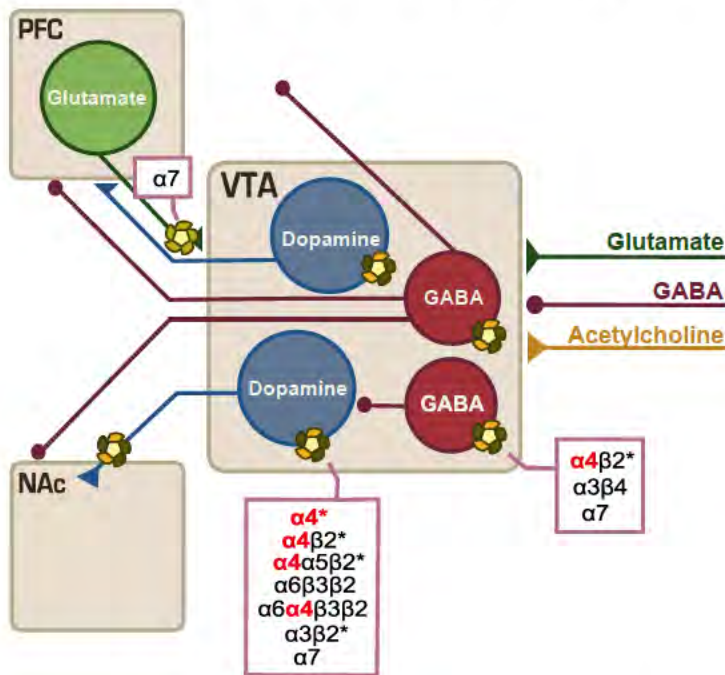 PFC
Glutamate
α7
VTA
Dopamine
GABA
Glutamate
GABA
Acetylcholine
Dopamine
GABA
NAc
α4β2*
α3β4
α7
α4*
α4β2*
α4α5β2*
α6β3β2
α6α4β3β2
α3β2*
α7